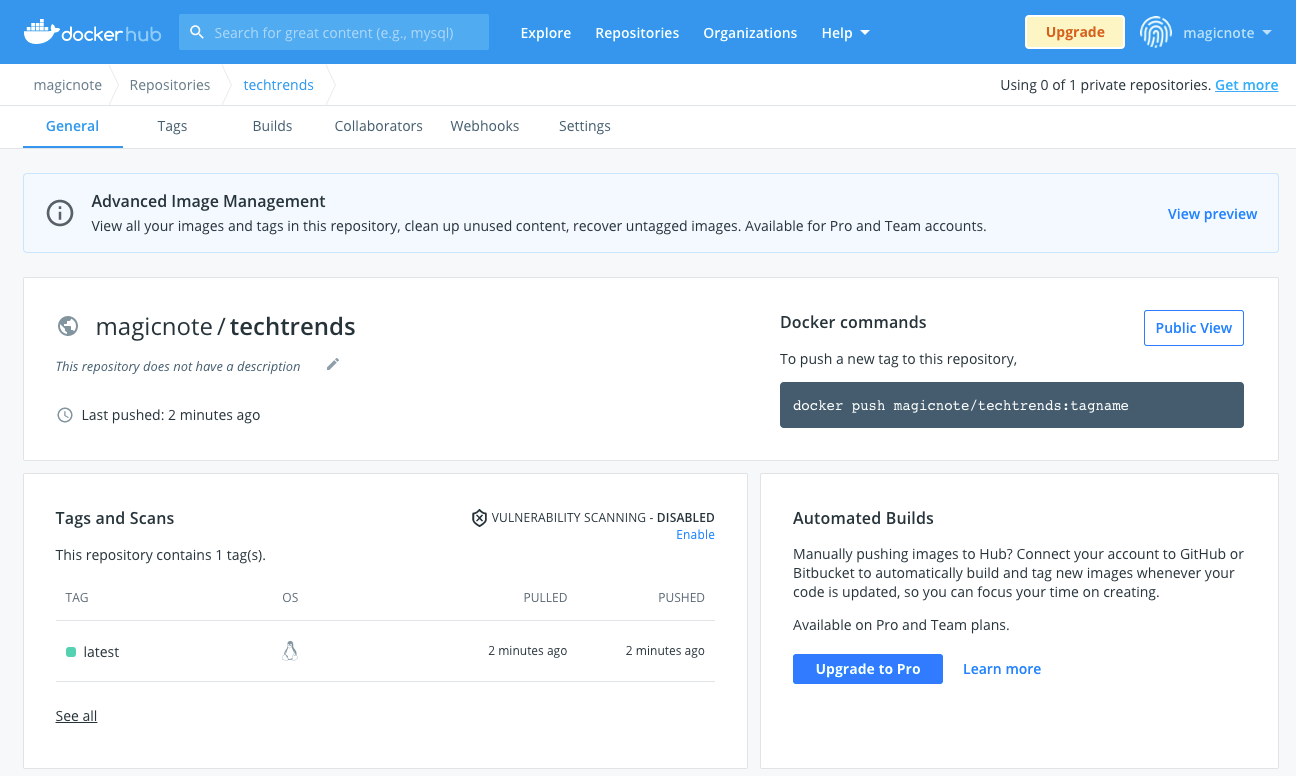 dockerhub
Search for great content (e.g., mysql)
Explore
Repositories
Organizations
Help
Upgrade
magicnote
magicnote
Repositories
techtrends
Using 0 of 1 private repositories. Get more
General
Tags
Builds
Collaborators
Webhooks
Settings
Advanced Image Management
View all your images and tags in this repository, clean up unused content, recover untagged images. Available for Pro and Team accounts.
View preview
magicnote / techtrends
This repository does not have a description
Last pushed: 2 minutes ago
Docker commands
Public View
To push a new tag to this repository,
docker push magicnote/techtrends:tagname
Tags and Scans
VULNERABILITY SCANNING - DISABLED
Enable
This repository contains 1 tag(s).
TAG
OS
PULLED
PUSHED
latest
2 minutes ago
2 minutes ago
See all
Automated Builds
Manually pushing images to Hub? Connect your account to GitHub or
Bitbucket to automatically build and tag new images whenever your
code is updated, so you can focus your time on creating.
Available on Pro and Team plans.
Upgrade to Pro
Learn more